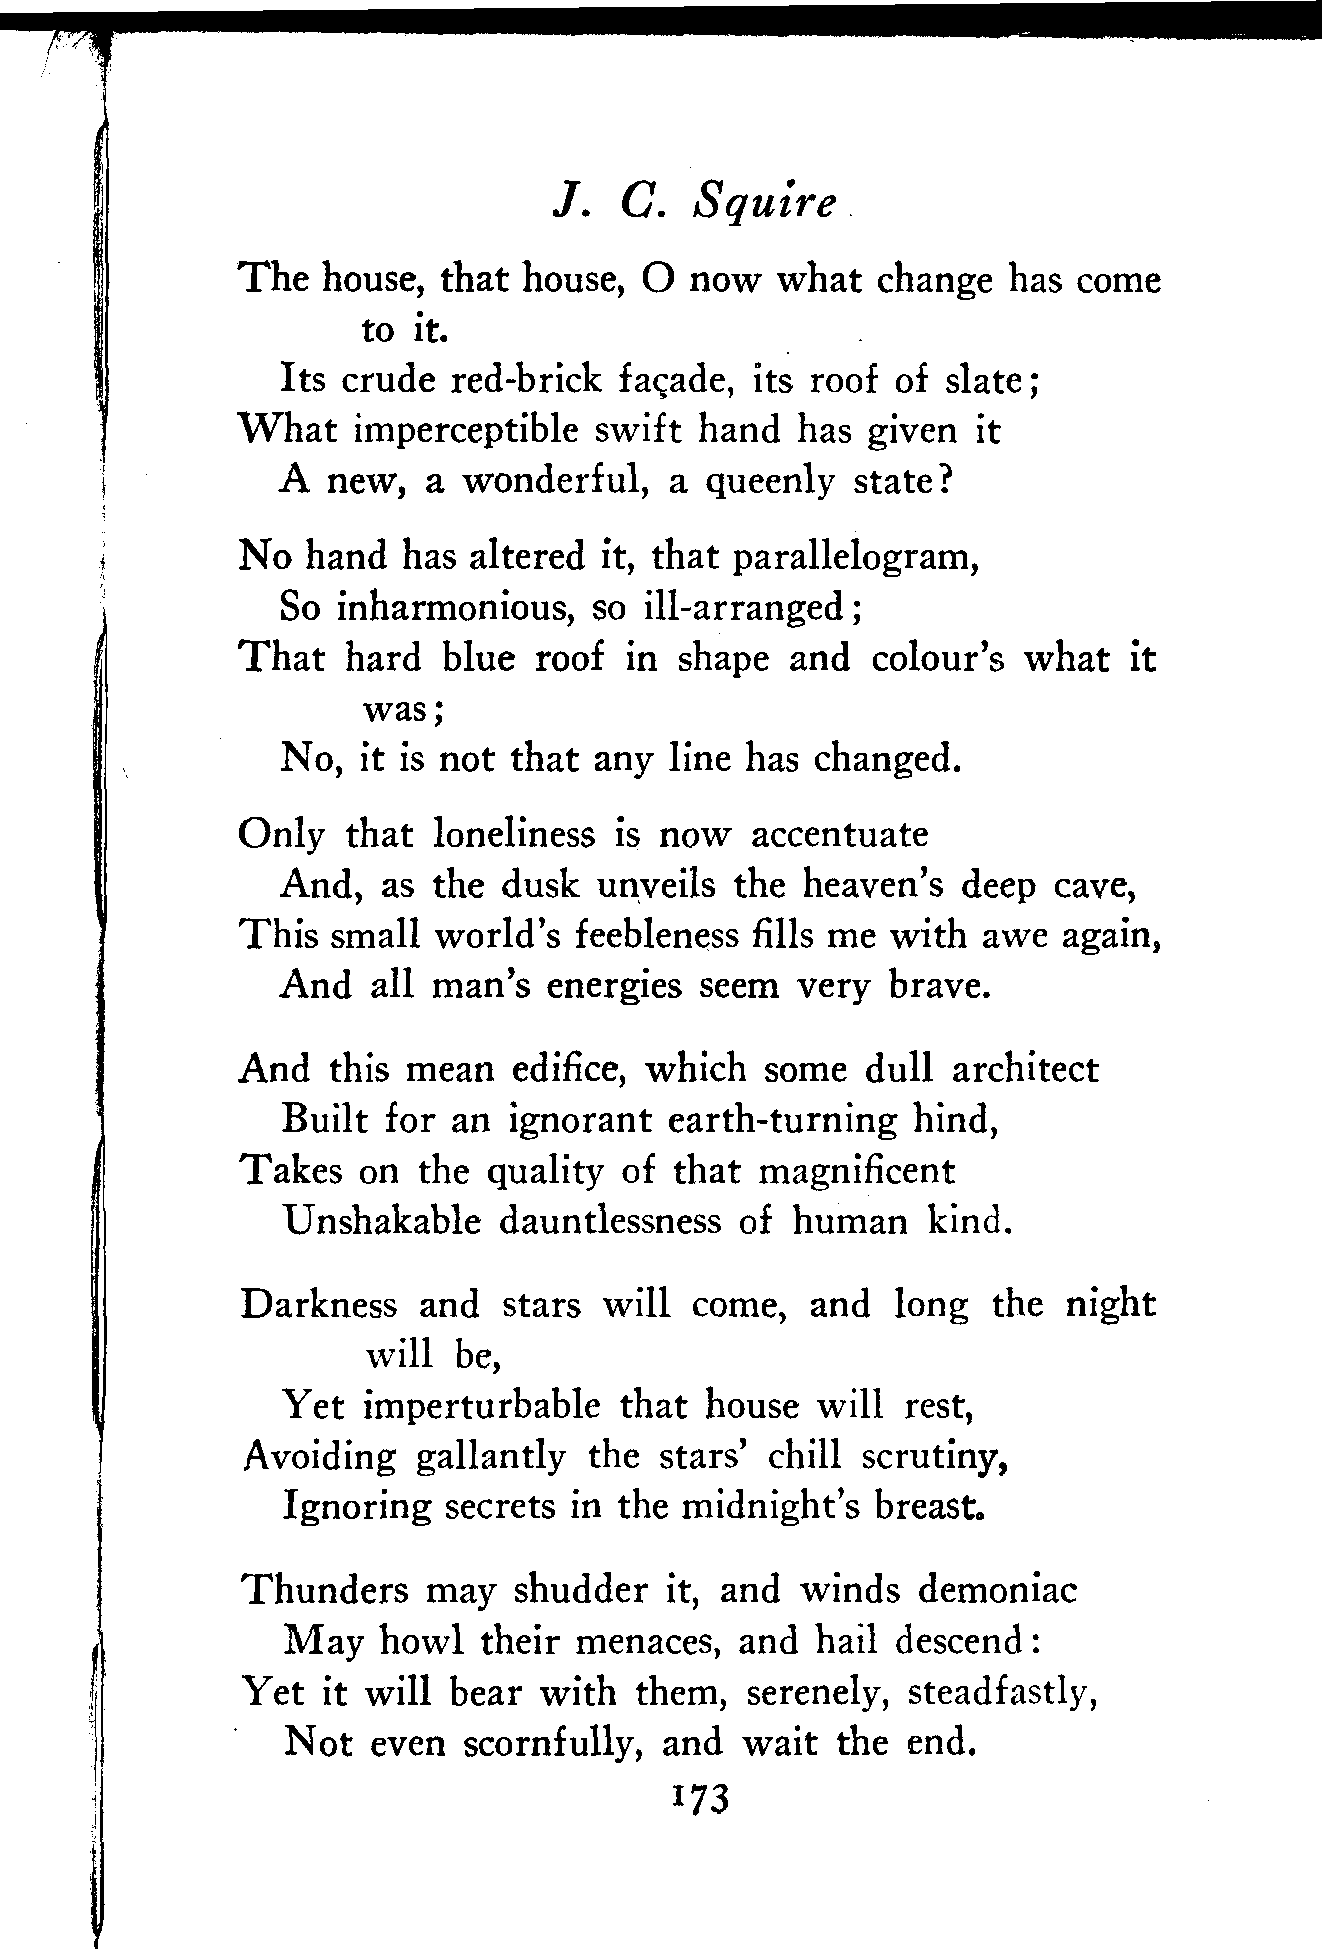 J. C. Squire
The house, that house, O now what change has come
to it.
Its crude red-brick façade, its roof of slate;
What imperceptible swift hand has given it
A new, a wonderful, a queenly state?
No hand has altered it, that parallelogram,
So inharmonious, so ill-arranged;
That hard blue roof in shape and colour's what it
was;
No, it is not that any line has changed.
Only that loneliness is now accentuate
And, as the dusk unveils the heaven's deep cave,
This small world's feebleness fills me with awe again,
And all man's energies seem very brave.
And this mean edifice, which some dull architect
Built for an ignorant earth-turning hind,
Takes on the quality of that magnificent
Unshakable dauntlessness of human kind.
Darkness and stars will come, and long the night
will be,
Yet imperturbable that house will rest,
Avoiding gallantly the stars' chill scrutiny,
Ignoring secrets in the midnight's breast.
Thunders may shudder it, and winds demoniac
May howl their menaces, and hail descend:
Yet it will bear with them, serenely, steadfastly,
Not even scornfully, and wait the end.
173